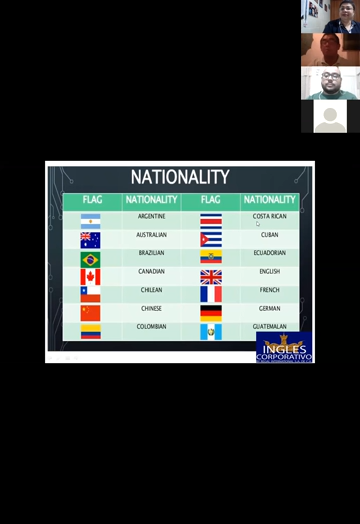 NATIONALITY
FLAG NATIONALITY FLAG NATIONALITY
ARGENTINE COSTA RICAN
AUSTRALIAN CUBAN
BRAZILIAN ECUADORIAN
CANADIAN ENGLISH
CHILEAN FRENCH
CHINESE GERMAN
COLOMBIAN GUATEMALAN
INGLES
CORPORATIVO